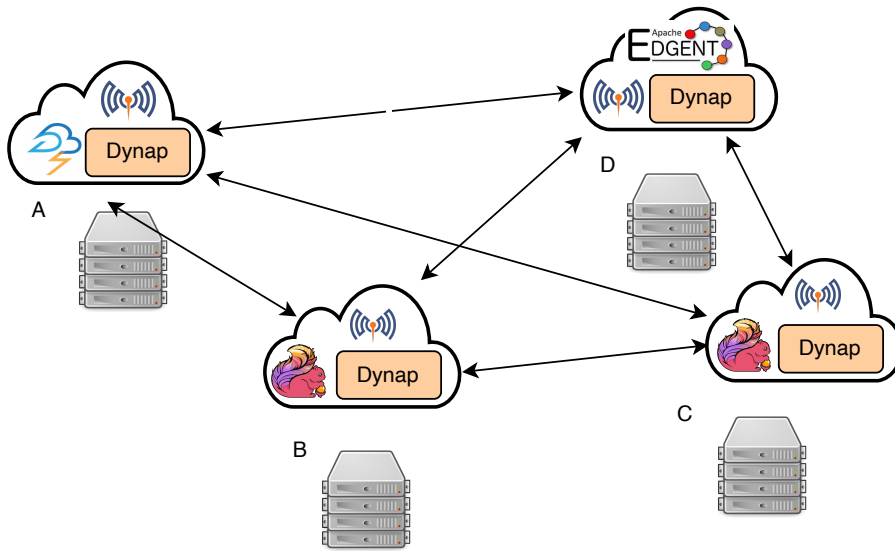 Apache
EDGENT
Dynap
D
Dynap
A
Dynap
B
Dynap
C